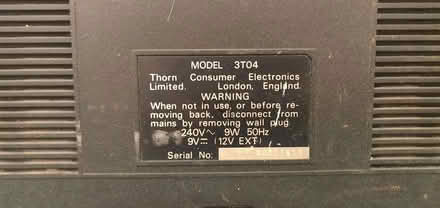 MODEL 3T04
Thorn Consumer Electronics
Limited. London, England.
WARNING
When not in use, or before re-
moving back, disconnect from
mains by removing wall plug.
240V~ 9W 50Hz
9V⎓ (12V EXT)
Serial No: